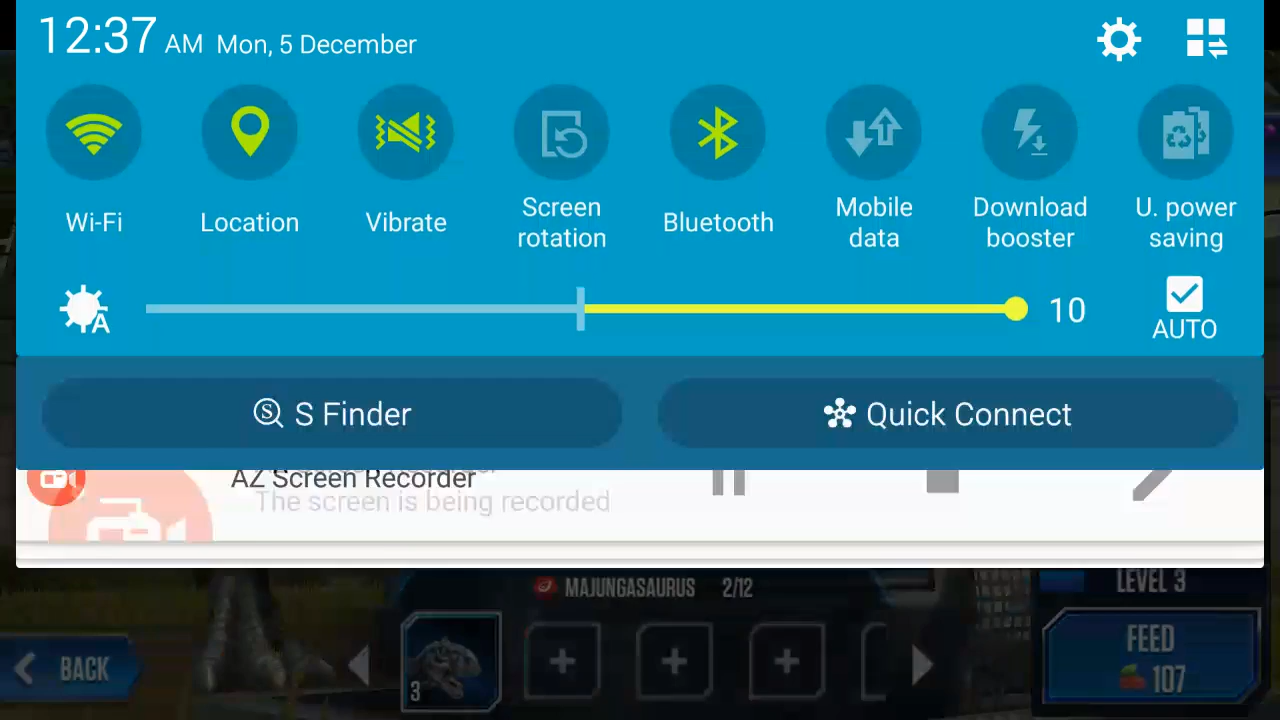 12:37 AM Mon, 5 December
Wi-Fi
Location
Vibrate
Screen
rotation
Bluetooth
Mobile
data
Download
booster
U. power
saving
A
10
AUTO
S Finder
Quick Connect
AZ Screen Recorder
The screen is being recorded
MAJUNGASAURUS 2/12
LEVEL 3
BACK
3
FEED
107